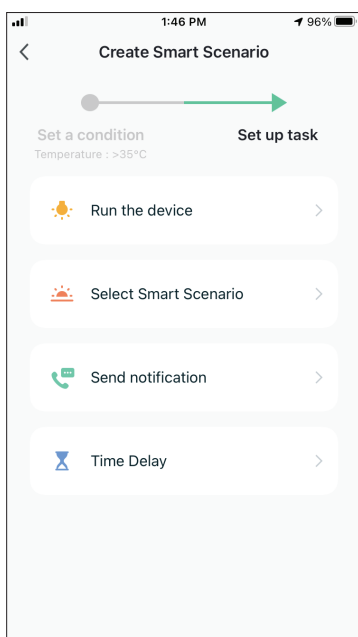 1:46 PM
96%
Create Smart Scenario
Set a condition
Set up task
Temperature : >35°C
Run the device
Select Smart Scenario
Send notification
Time Delay